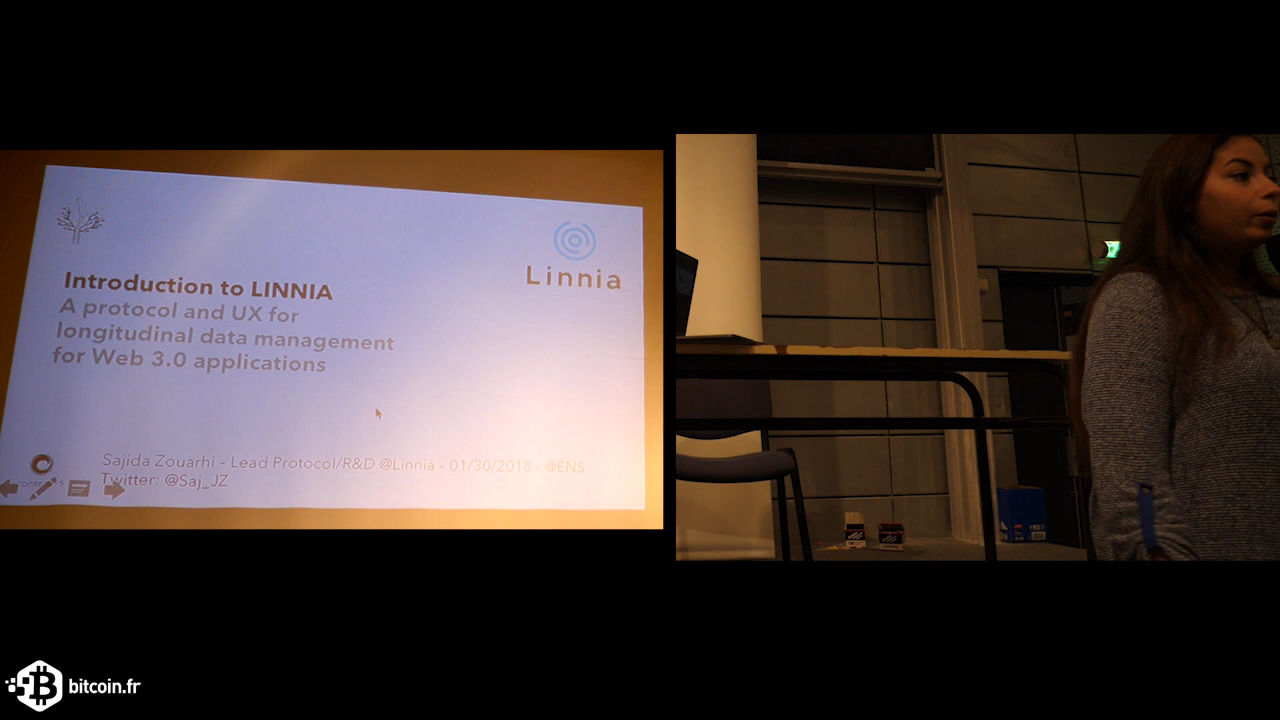 Linnia
Introduction to LINNIA
A protocol and UX for
longitudinal data management
for Web 3.0 applications
Sajida Zouarhi - Lead Protocol/R&D @Linnia - 01/30/2018 - @ENS
Twitter: @Saj_JZ
bitcoin.fr